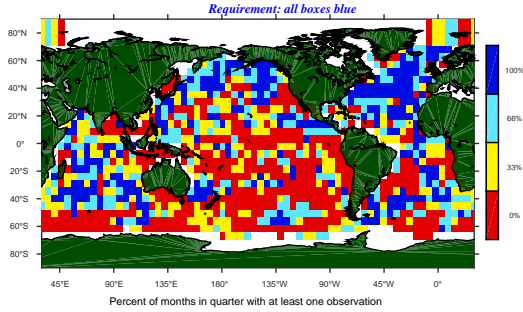 Requirement: all boxes blue
80°N
60°N
40°N
20°N
0°
20°S
40°S
60°S
80°S
100%
66%
33%
0%
45°E 90°E 135°E 180° 135°W 90°W 45°W 0°
Percent of months in quarter with at least one observation